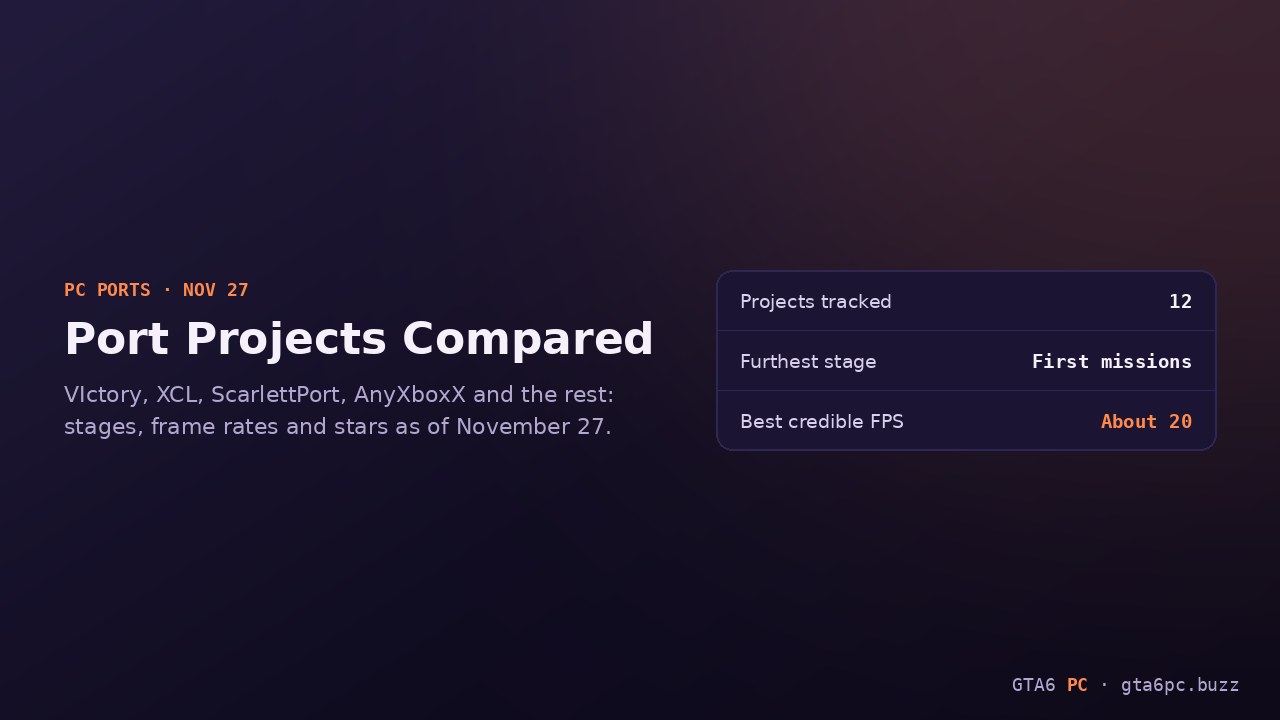 PC PORTS · NOV 27
Port Projects Compared
VIctory, XCL, ScarlettPort, AnyXboxX and the rest:
stages, frame rates and stars as of November 27.
Projects tracked 12
Furthest stage First missions
Best credible FPS About 20
GTA6 PC · gta6pc.buzz